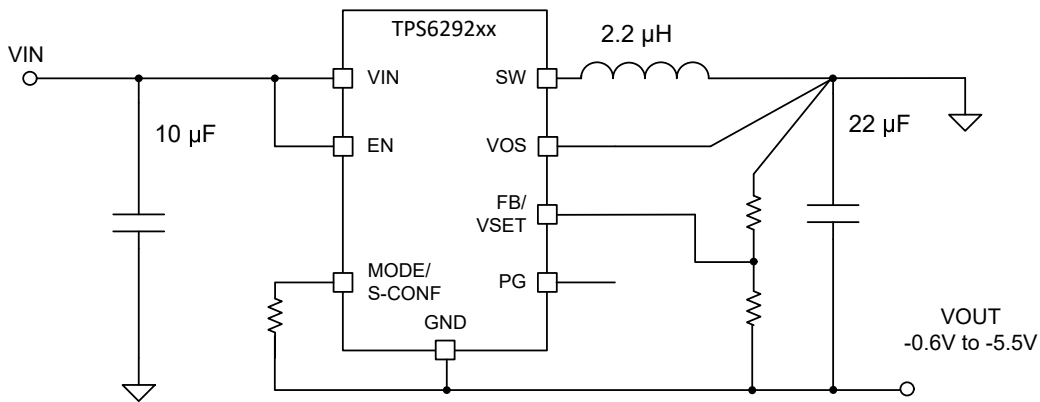 TPS6292xx
2.2 µH
VIN
VIN
SW
10 µF
22 µF
EN
VOS
FB/
VSET
MODE/
S-CONF
PG
GND
VOUT
-0.6V to -5.5V